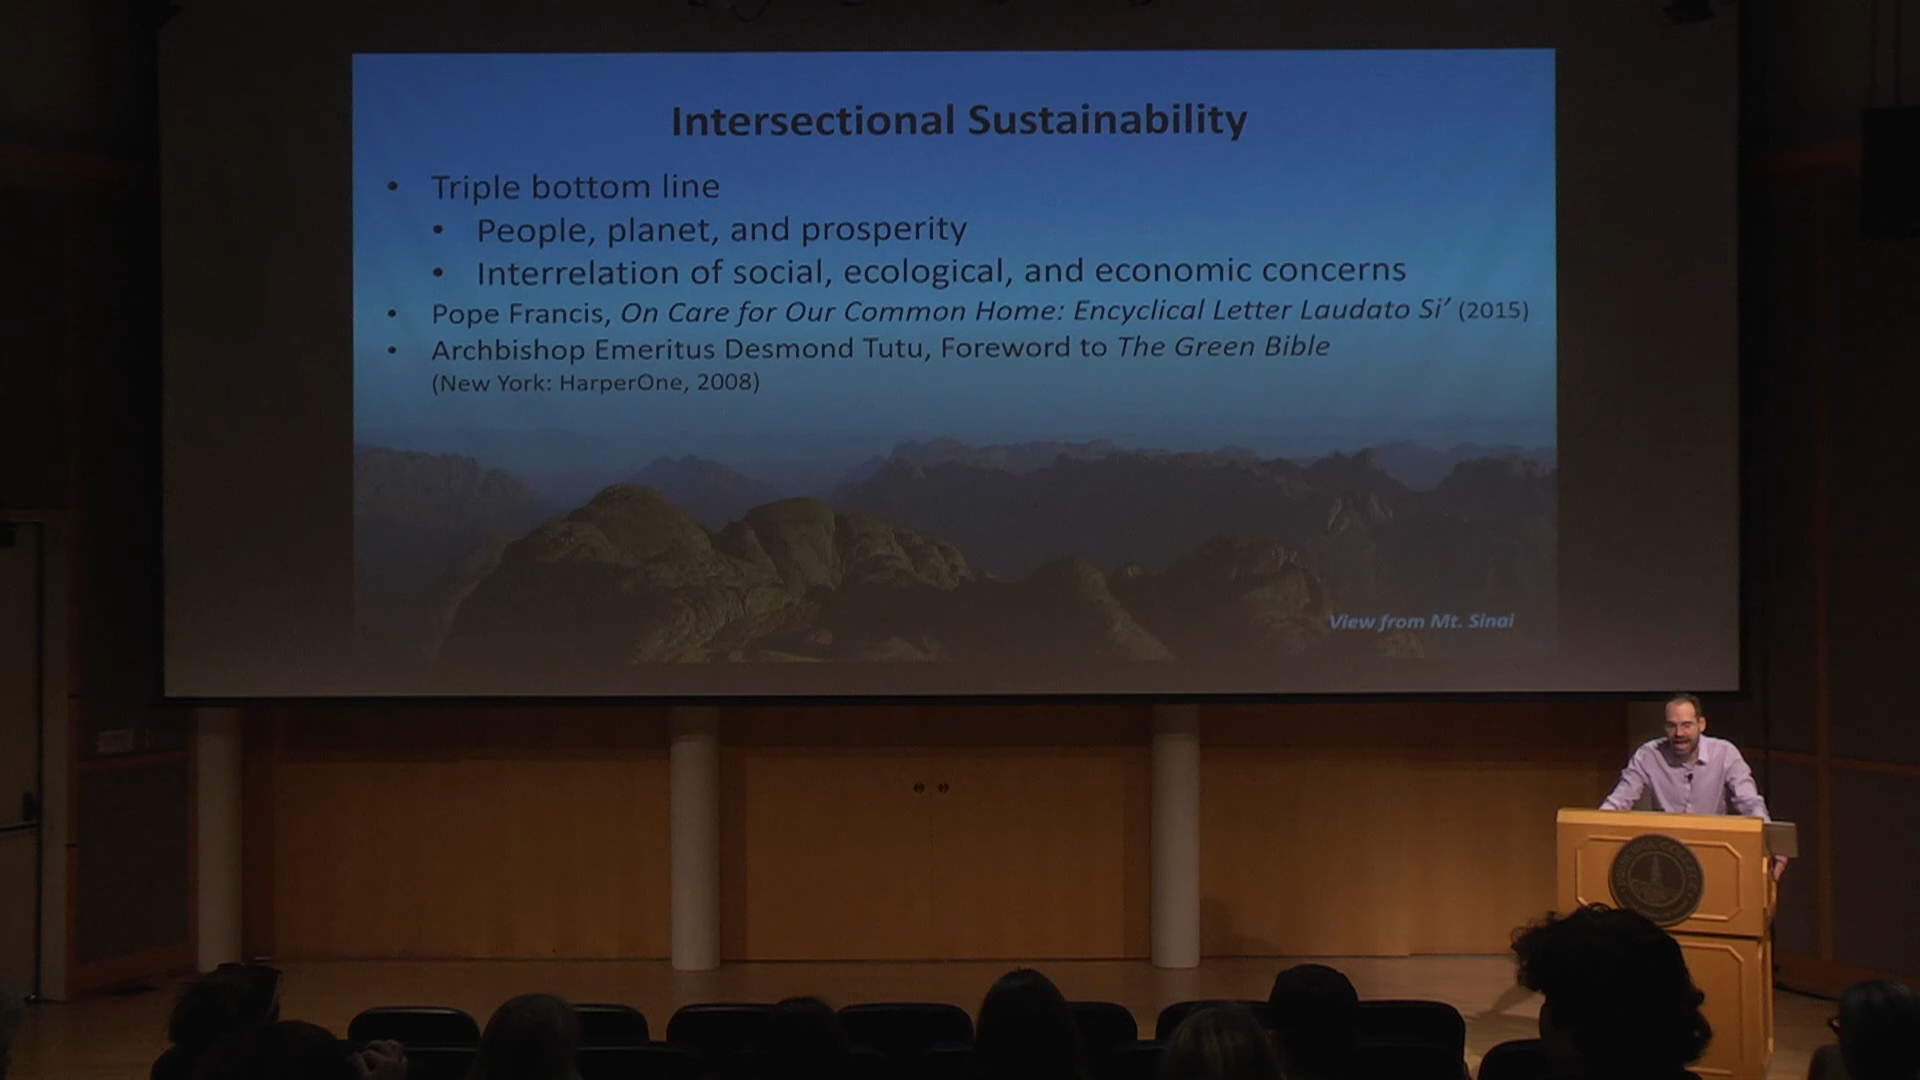 Intersectional Sustainability
• Triple bottom line
• People, planet, and prosperity
• Interrelation of social, ecological, and economic concerns
• Pope Francis, On Care for Our Common Home: Encyclical Letter Laudato Si’ (2015)
• Archbishop Emeritus Desmond Tutu, Foreword to The Green Bible
(New York: HarperOne, 2008)
View from Mt. Sinai